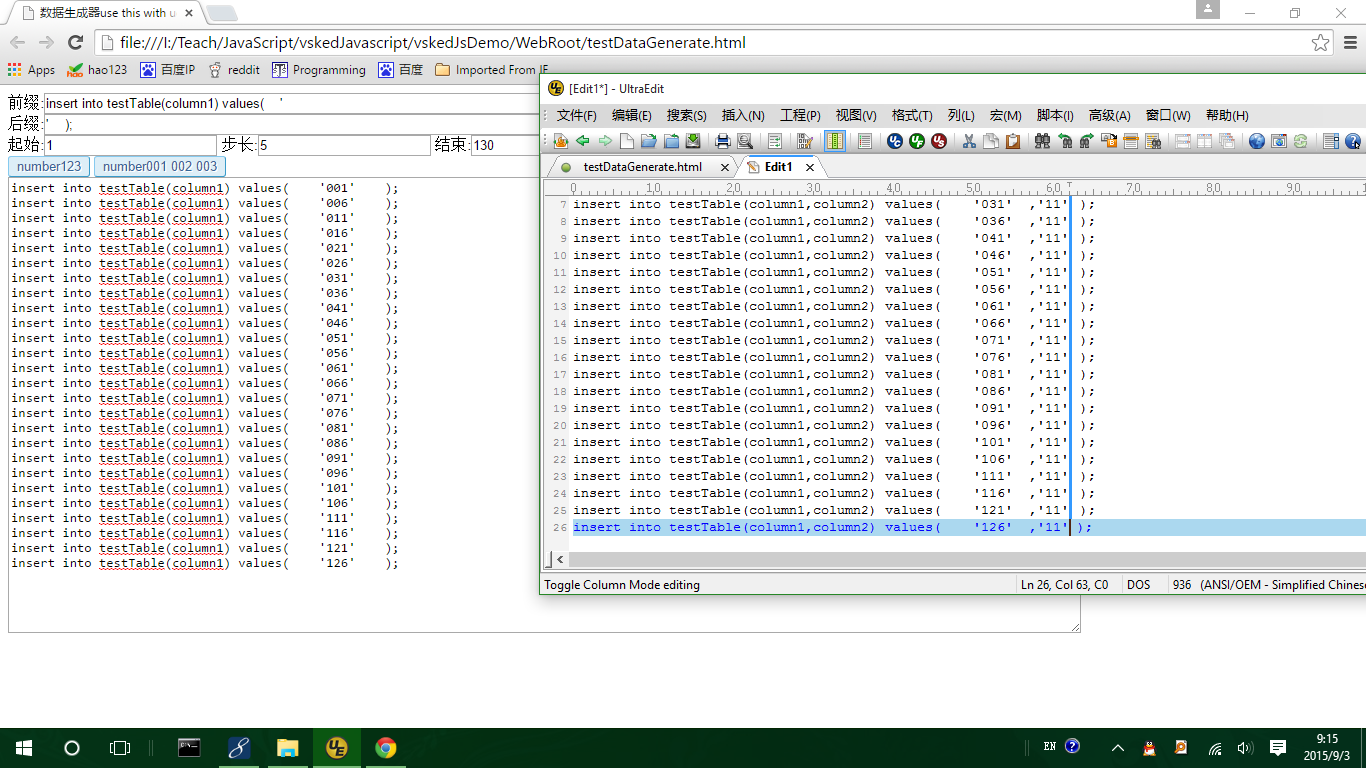 数据生成器use this with u
file:///I:/Teach/JavaScript/vskedJavascript/vskedJsDemo/WebRoot/testDataGenerate.html
Apps hao123 百度IP reddit Programming 百度 Imported From IE
前缀:insert into testTable(column1) values(    '
后缀:'    );
起始:1 步长:5 结束:130
number123 number001 002 003
insert into testTable(column1) values(    '001'    );
insert into testTable(column1) values(    '006'    );
insert into testTable(column1) values(    '011'    );
insert into testTable(column1) values(    '016'    );
insert into testTable(column1) values(    '021'    );
insert into testTable(column1) values(    '026'    );
insert into testTable(column1) values(    '031'    );
insert into testTable(column1) values(    '036'    );
insert into testTable(column1) values(    '041'    );
insert into testTable(column1) values(    '046'    );
insert into testTable(column1) values(    '051'    );
insert into testTable(column1) values(    '056'    );
insert into testTable(column1) values(    '061'    );
insert into testTable(column1) values(    '066'    );
insert into testTable(column1) values(    '071'    );
insert into testTable(column1) values(    '076'    );
insert into testTable(column1) values(    '081'    );
insert into testTable(column1) values(    '086'    );
insert into testTable(column1) values(    '091'    );
insert into testTable(column1) values(    '096'    );
insert into testTable(column1) values(    '101'    );
insert into testTable(column1) values(    '106'    );
insert into testTable(column1) values(    '111'    );
insert into testTable(column1) values(    '116'    );
insert into testTable(column1) values(    '121'    );
insert into testTable(column1) values(    '126'    );
[Edit1*] - UltraEdit
文件(F) 编辑(E) 搜索(S) 插入(N) 工程(P) 视图(V) 格式(T) 列(L) 宏(M) 脚本(I) 高级(A) 窗口(W) 帮助(H)
testDataGenerate.html Edit1
0 10 20 30 40 50 60 70 80 90
7 insert into testTable(column1,column2) values(    '031'  ,'11' );
8 insert into testTable(column1,column2) values(    '036'  ,'11' );
9 insert into testTable(column1,column2) values(    '041'  ,'11' );
10 insert into testTable(column1,column2) values(    '046'  ,'11' );
11 insert into testTable(column1,column2) values(    '051'  ,'11' );
12 insert into testTable(column1,column2) values(    '056'  ,'11' );
13 insert into testTable(column1,column2) values(    '061'  ,'11' );
14 insert into testTable(column1,column2) values(    '066'  ,'11' );
15 insert into testTable(column1,column2) values(    '071'  ,'11' );
16 insert into testTable(column1,column2) values(    '076'  ,'11' );
17 insert into testTable(column1,column2) values(    '081'  ,'11' );
18 insert into testTable(column1,column2) values(    '086'  ,'11' );
19 insert into testTable(column1,column2) values(    '091'  ,'11' );
20 insert into testTable(column1,column2) values(    '096'  ,'11' );
21 insert into testTable(column1,column2) values(    '101'  ,'11' );
22 insert into testTable(column1,column2) values(    '106'  ,'11' );
23 insert into testTable(column1,column2) values(    '111'  ,'11' );
24 insert into testTable(column1,column2) values(    '116'  ,'11' );
25 insert into testTable(column1,column2) values(    '121'  ,'11' );
26 insert into testTable(column1,column2) values(    '126'  ,'11' );
Toggle Column Mode editing Ln 26, Col 63, C0 DOS 936 (ANSI/OEM - Simplified Chinese
EN 9:15
2015/9/3